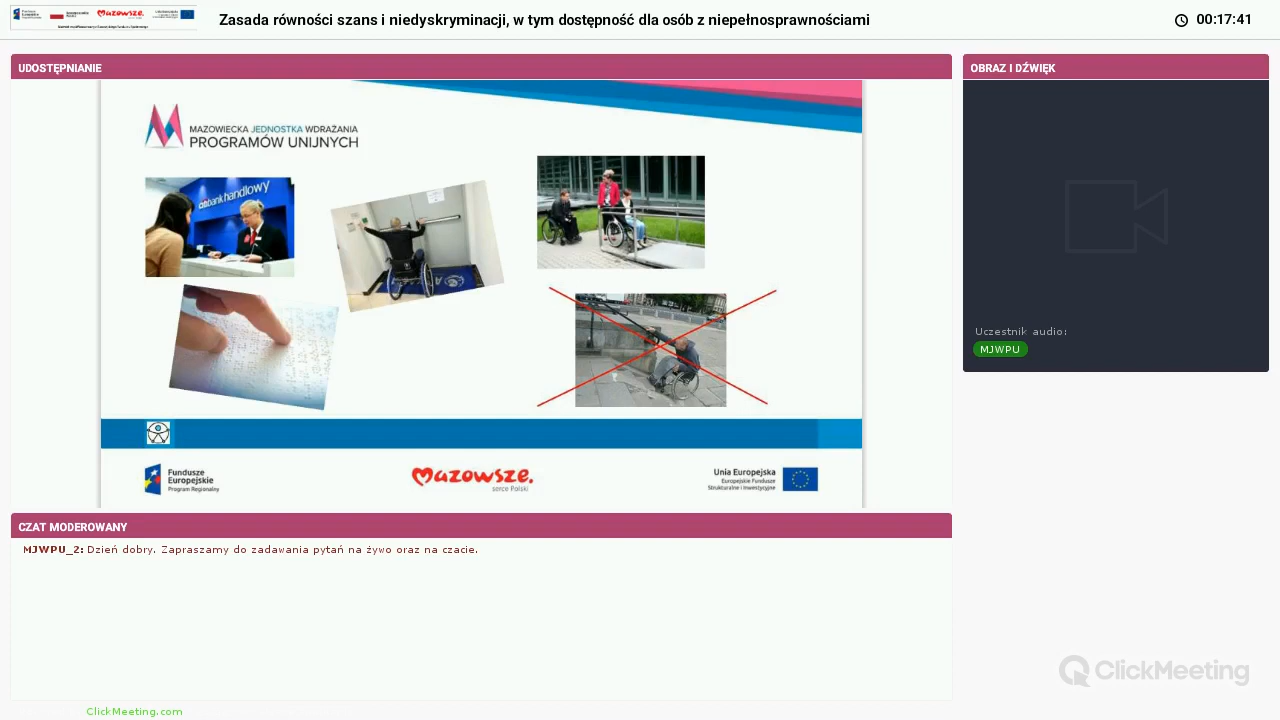 Zasada równości szans i niedyskryminacji, w tym dostępność dla osób z niepełnosprawnościami
00:17:41
UDOSTĘPNIANIE
OBRAZ I DŹWIĘK
MAZOWIECKA JEDNOSTKA WDRAŻANIA
PROGRAMÓW UNIJNYCH
citibank handlowy
Uczestnik audio:
MJWPU
Fundusze
Europejskie
Program Regionalny
Mazowsze.
serce Polski
Unia Europejska
Europejskie Fundusze
Strukturalne i Inwestycyjne
CZAT MODEROWANY
MJWPU_2: Dzień dobry. Zapraszamy do zadawania pytań na żywo oraz na czacie.
ClickMeeting
ClickMeeting.com